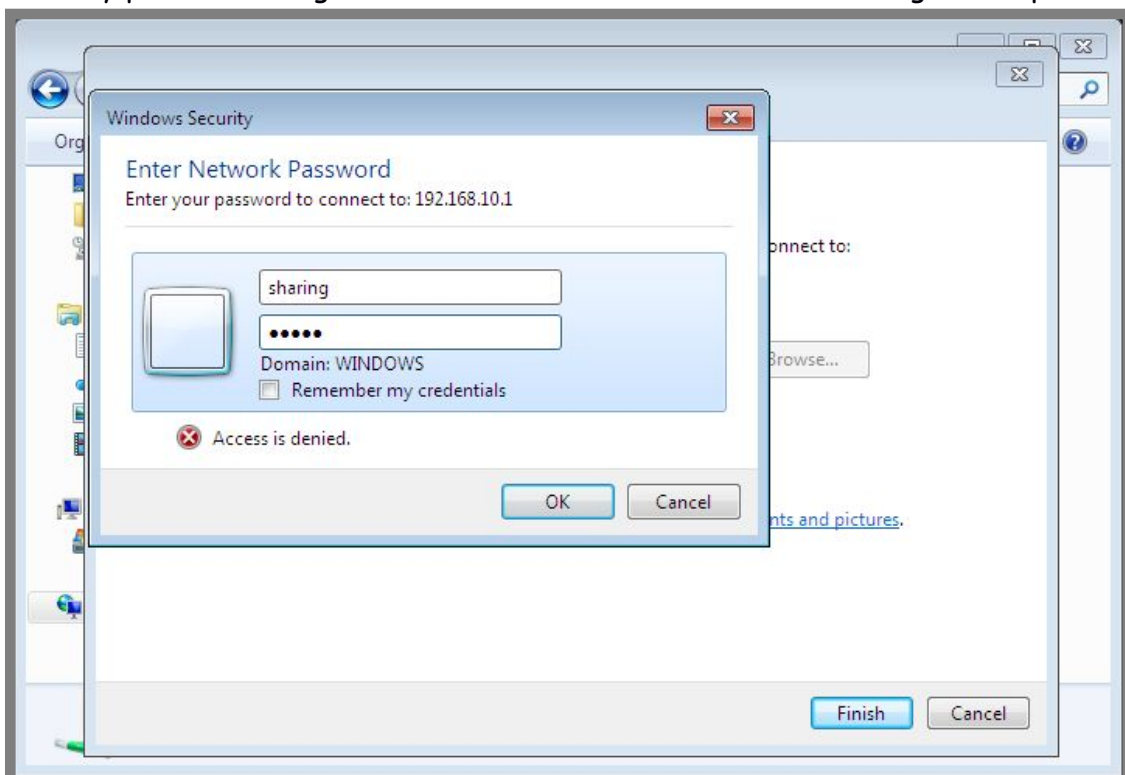 Org
Windows Security
Enter Network Password
Enter your password to connect to: 192.168.10.1
onnect to:
sharing
•••••
Domain: WINDOWS
Browse...
Remember my credentials
Access is denied.
OK
Cancel
nts and pictures.
Finish
Cancel